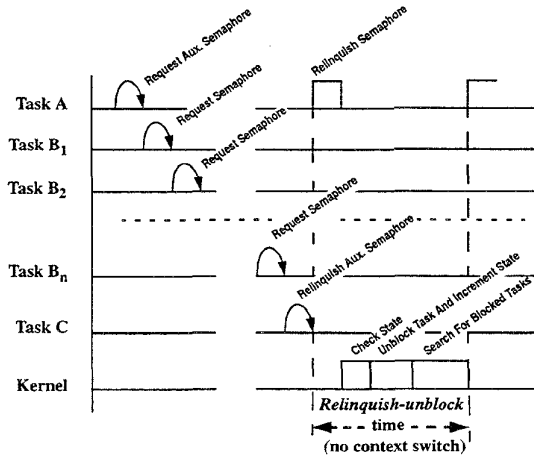 Request Aux. Semaphore
Relinquish Semaphore
Task A
Request Semaphore
Task B1
Request Semaphore
Task B2
Request Semaphore
Task Bn
Relinquish Aux. Semaphore
Task C
Check State
Unblock Task And Increment State
Search For Blocked Tasks
Kernel
Relinquish-unblock
time
(no context switch)